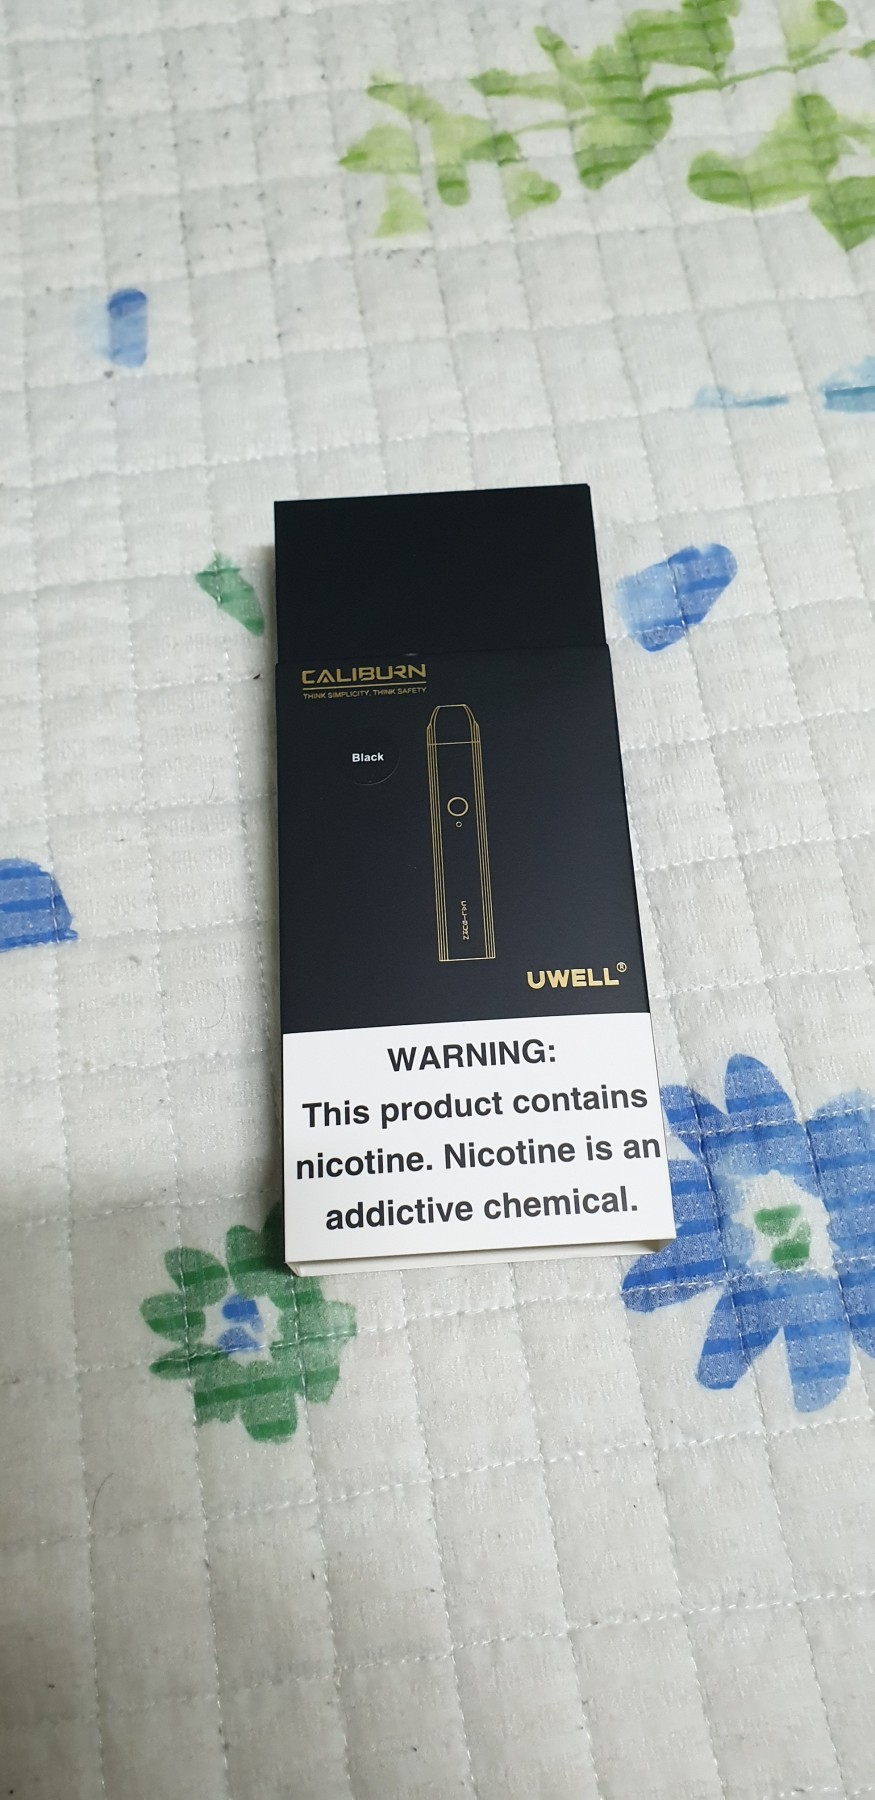 CALIBURN
THINK SIMPLICITY, THINK SAFETY
Black
CALIBURN
UWELL®
WARNING:
This product contains
nicotine. Nicotine is an
addictive chemical.